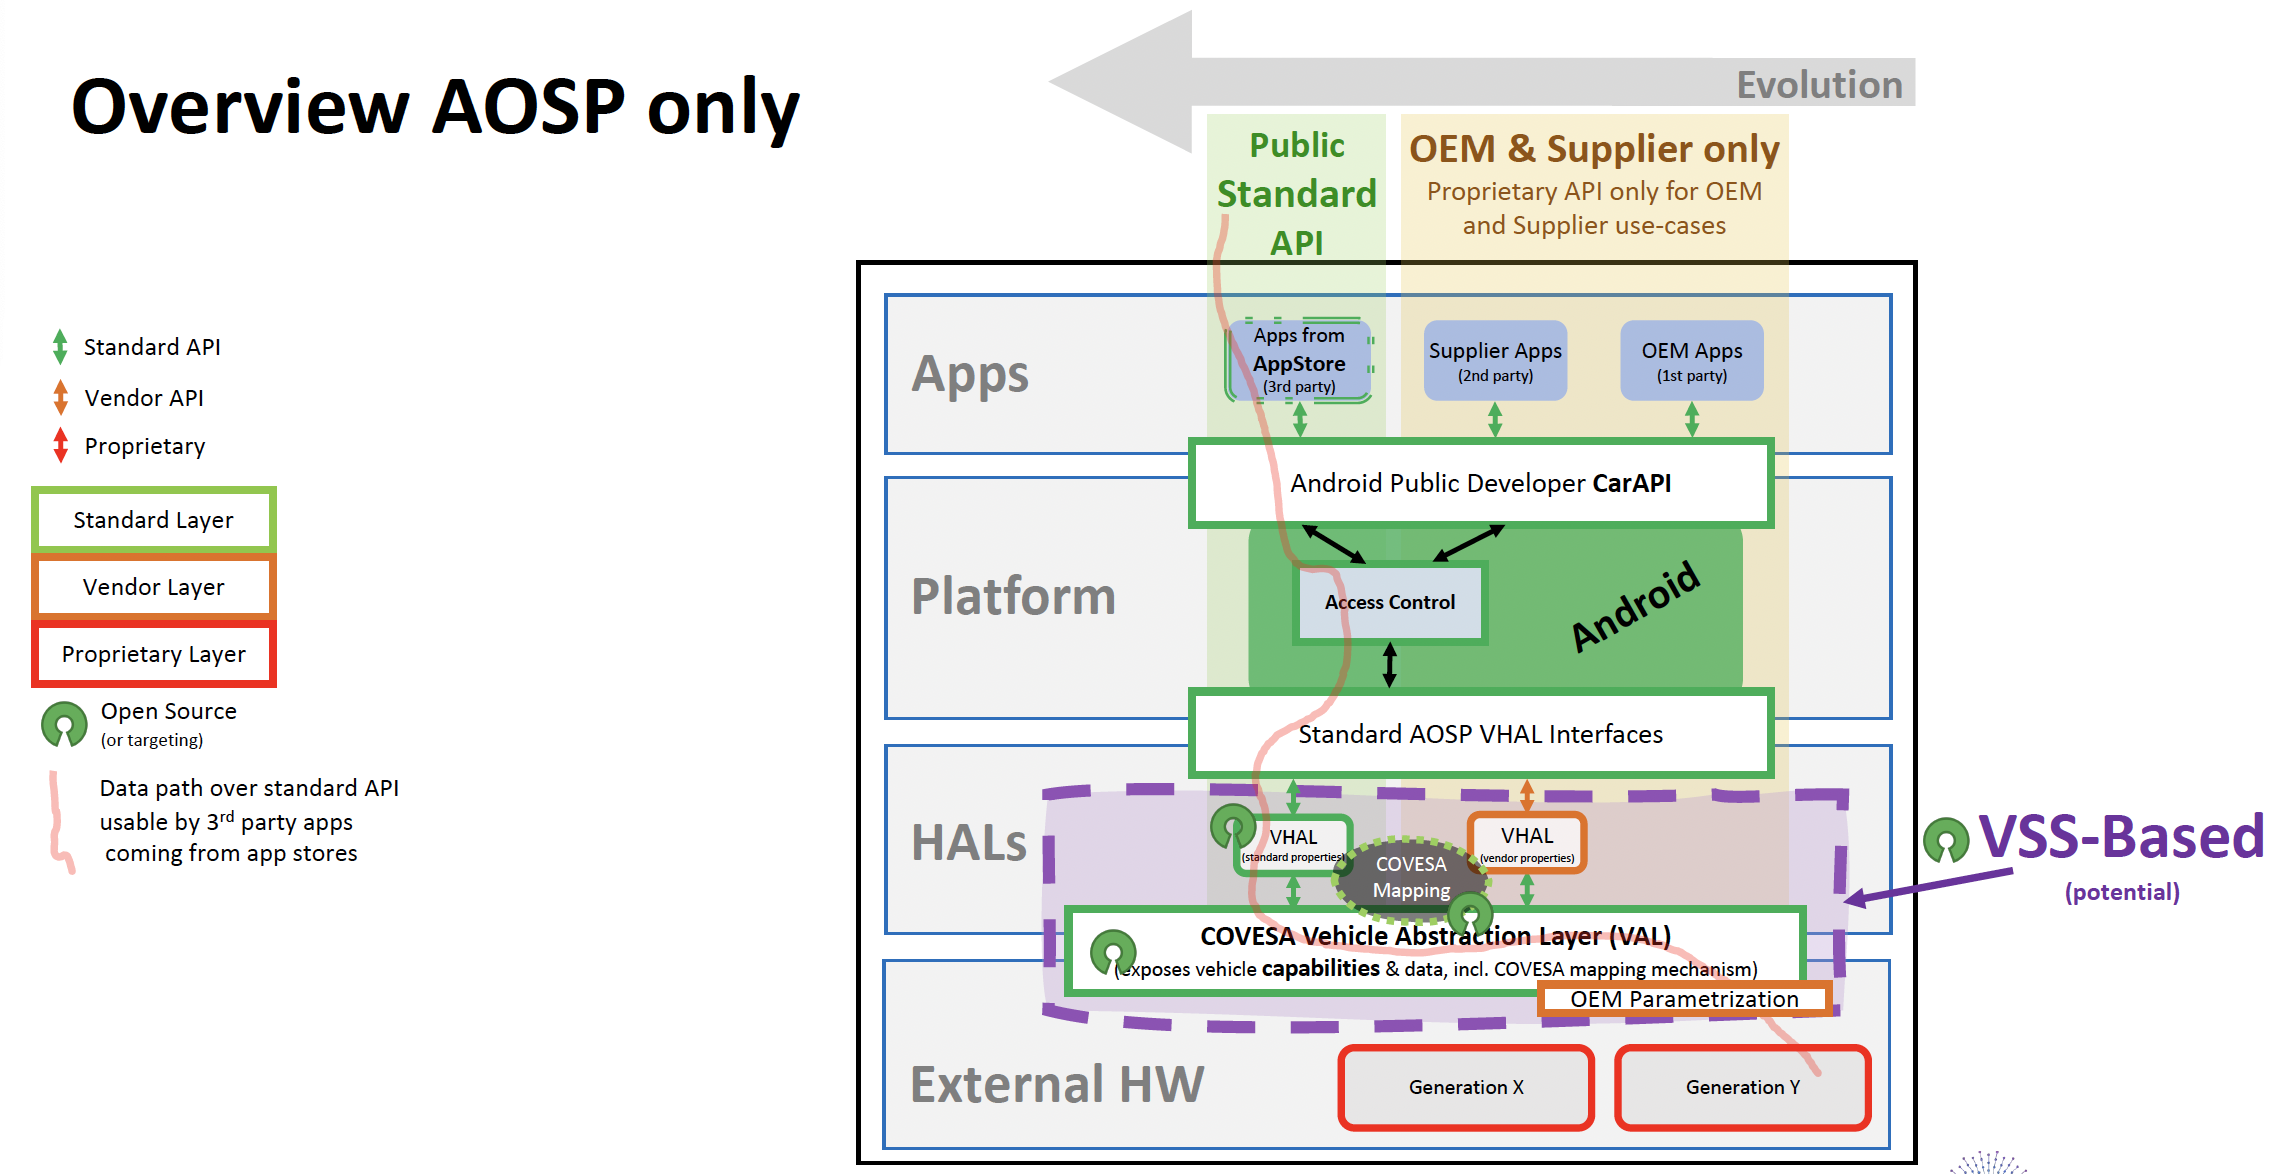 Overview AOSP only
Evolution
Public
Standard
API
OEM & Supplier only
Proprietary API only for OEM
and Supplier use-cases
Standard API
Vendor API
Proprietary
Standard Layer
Vendor Layer
Proprietary Layer
Open Source
(or targeting)
Data path over standard API
usable by 3rd party apps
coming from app stores
Apps
Apps from
AppStore
(3rd party)
Supplier Apps
(2nd party)
OEM Apps
(1st party)
Android Public Developer CarAPI
Platform
Access Control
Android
Standard AOSP VHAL Interfaces
HALs
VHAL
(standard properties)
COVESA
Mapping
VHAL
(vendor properties)
COVESA Vehicle Abstraction Layer (VAL)
(exposes vehicle capabilities & data, incl. COVESA mapping mechanism)
OEM Parametrization
VSS-Based
(potential)
External HW
Generation X
Generation Y